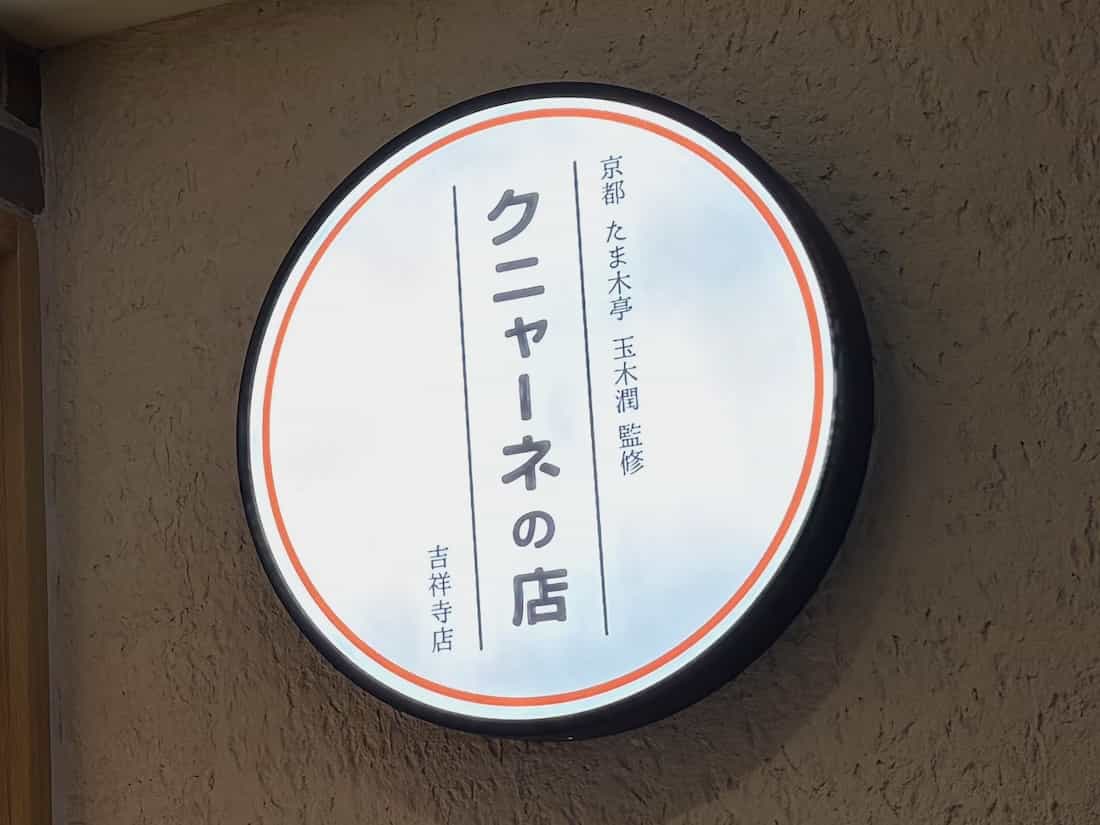 京都 たま木亭 玉木潤 監修
クニャーネの店
吉祥寺店